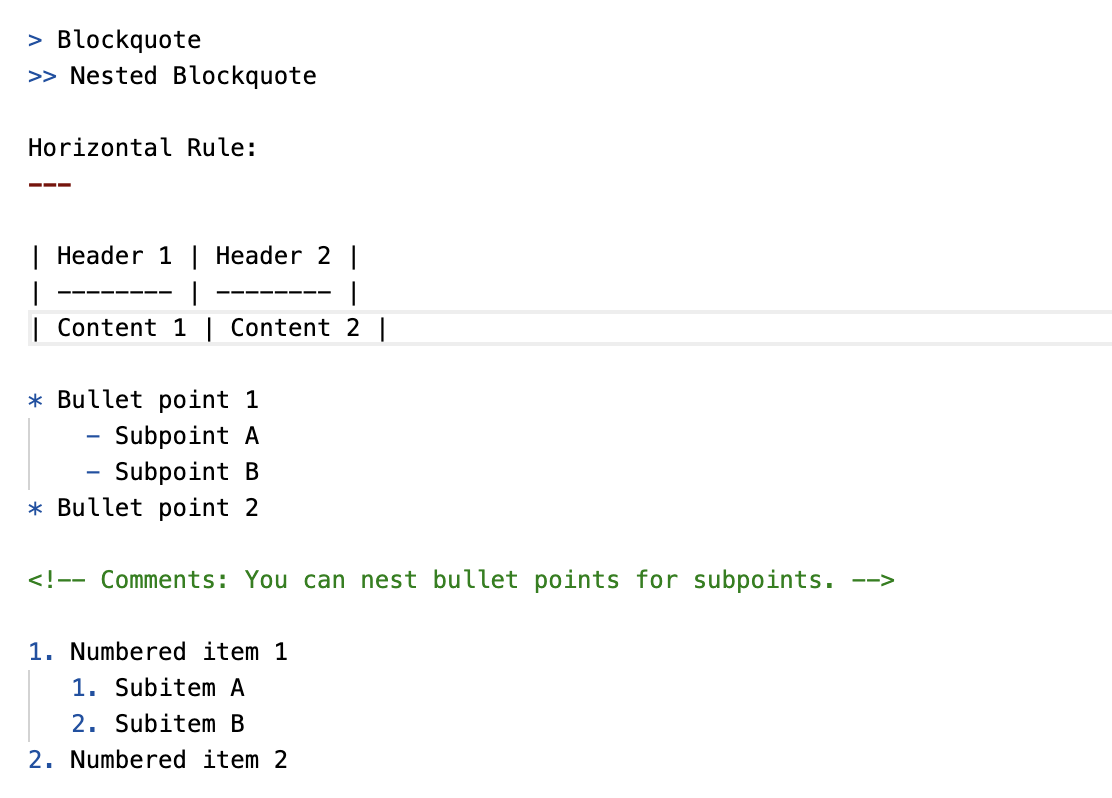 > Blockquote
>> Nested Blockquote

Horizontal Rule:
---

| Header 1 | Header 2 |
| -------- | -------- |
| Content 1 | Content 2 |

* Bullet point 1
    - Subpoint A
    - Subpoint B
* Bullet point 2

<!-- Comments: You can nest bullet points for subpoints. -->

1. Numbered item 1
   1. Subitem A
   2. Subitem B
2. Numbered item 2